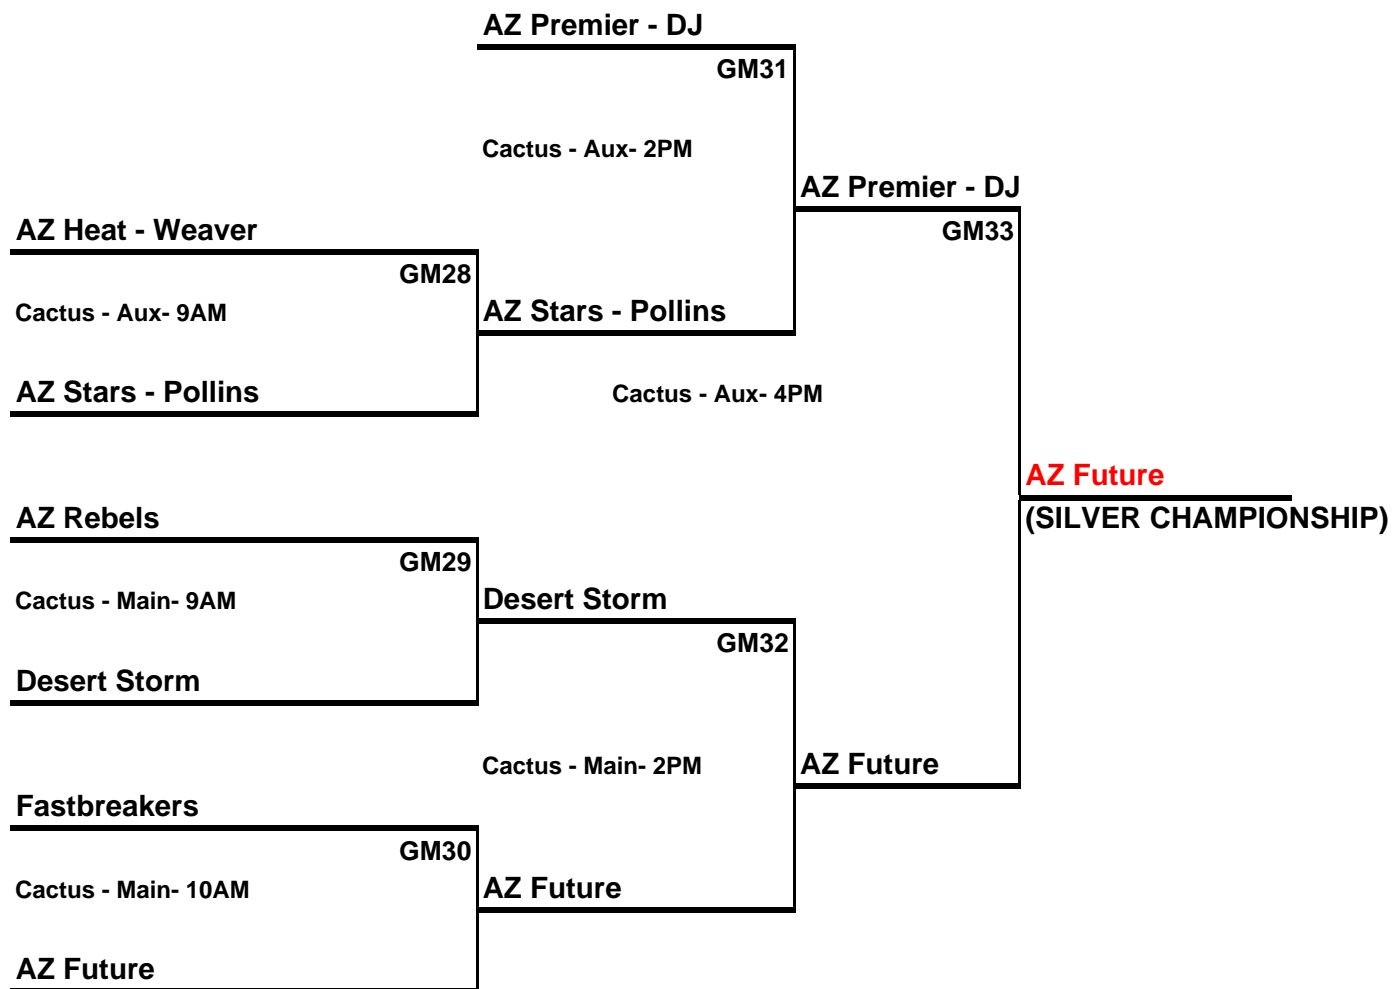 AZ Premier - DJ
GM31
Cactus - Aux- 2PM
AZ Premier - DJ
AZ Heat - Weaver
GM33
GM28
Cactus - Aux- 9AM
AZ Stars - Pollins
AZ Stars - Pollins
Cactus - Aux- 4PM
AZ Future
AZ Rebels
(SILVER CHAMPIONSHIP)
GM29
Cactus - Main- 9AM
Desert Storm
GM32
Desert Storm
Cactus - Main- 2PM
AZ Future
Fastbreakers
GM30
Cactus - Main- 10AM
AZ Future
AZ Future